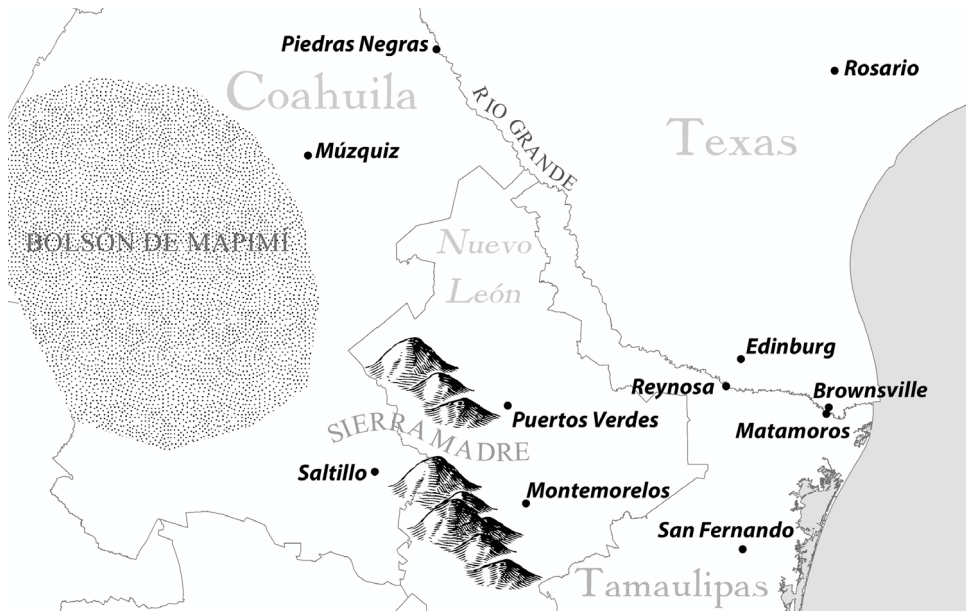 Piedras Negras
Rosario
Coahuila
RIO GRANDE
Texas
Múzquiz
BOLSÓN DE MAPIMÍ
Nuevo
León
Edinburg
Reynosa
Brownsville
Puertos Verdes
Matamoros
SIERRA MADRE
Saltillo
Montemorelos
San Fernando
Tamaulipas